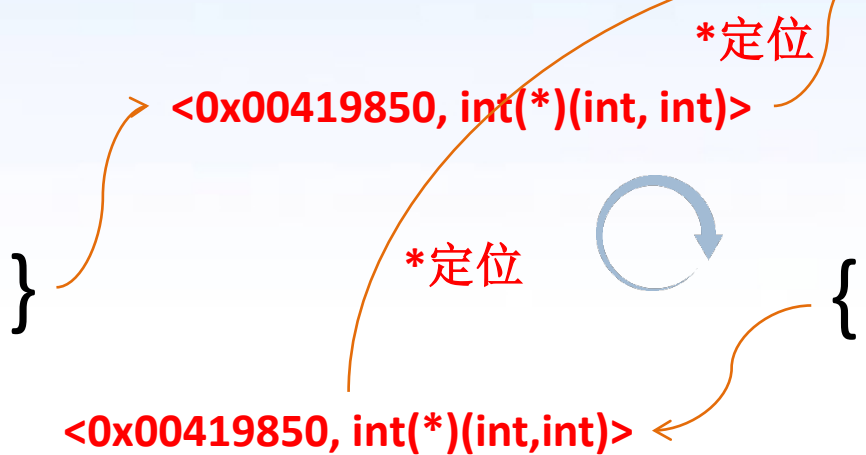 *定位
<0x00419850, int(*)(int, int)>
*定位
}
{
<0x00419850, int(*)(int,int)>